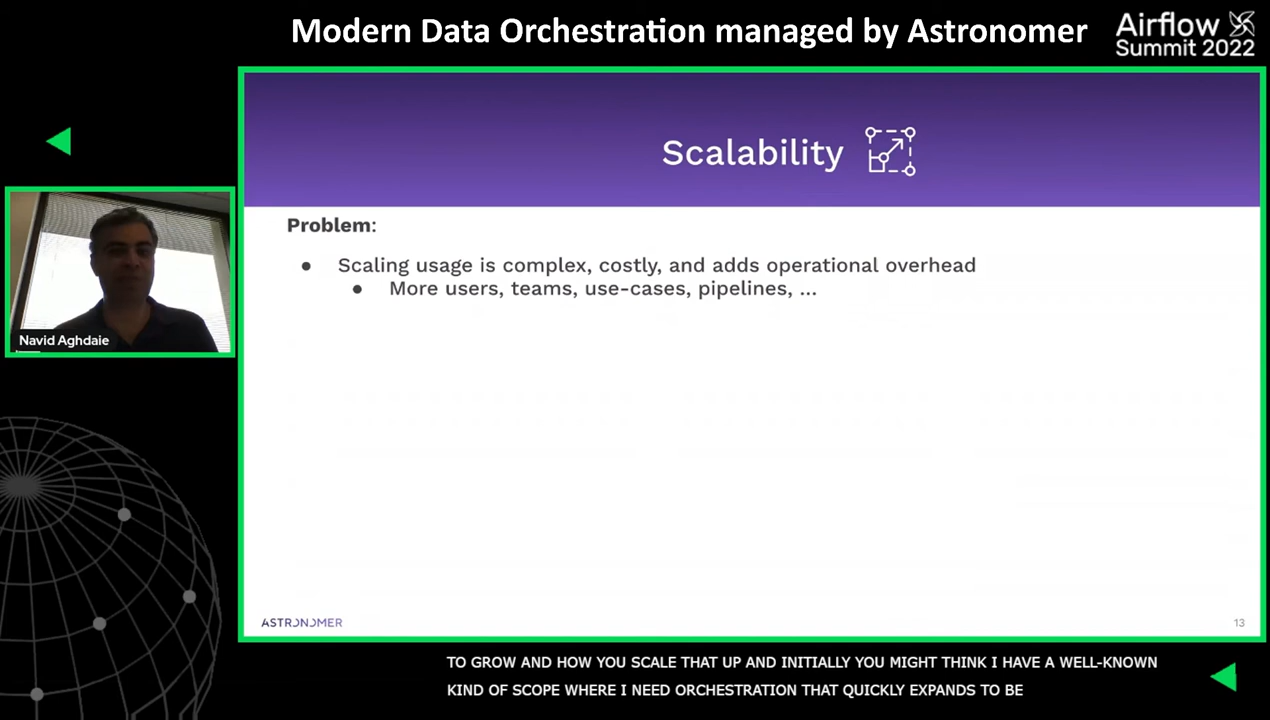 Modern Data Orchestration managed by Astronomer
Airflow
Summit 2022
Scalability
Problem:
Scaling usage is complex, costly, and adds operational overhead
More users, teams, use-cases, pipelines, ...
Navid Aghdaie
ASTRONOMER
13
TO GROW AND HOW YOU SCALE THAT UP AND INITIALLY YOU MIGHT THINK I HAVE A WELL-KNOWN
KIND OF SCOPE WHERE I NEED ORCHESTRATION THAT QUICKLY EXPANDS TO BE